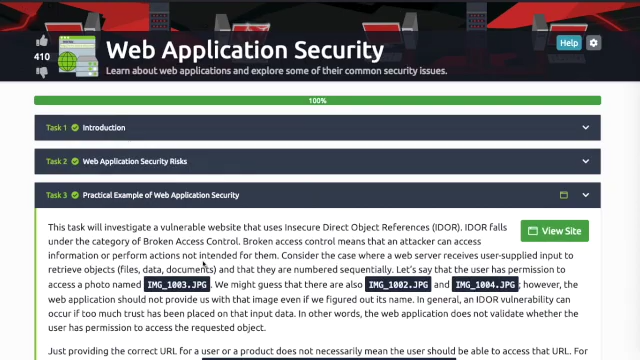 410
Web Application Security
Help
Learn about web applications and explore some of their common security issues.
100%
Task 1 Introduction
Task 2 Web Application Security Risks
Task 3 Practical Example of Web Application Security
This task will investigate a vulnerable website that uses Insecure Direct Object References (IDOR). IDOR falls
View Site
under the category of Broken Access Control. Broken access control means that an attacker can access
information or perform actions not intended for them. Consider the case where a web server receives user-supplied input to
retrieve objects (files, data, documents) and that they are numbered sequentially. Let's say that the user has permission to
access a photo named IMG_1003.JPG. We might guess that there are also IMG_1002.JPG and IMG_1004.JPG; however, the
web application should not provide us with that image even if we figured out its name. In general, an IDOR vulnerability can
occur if too much trust has been placed on that input data. In other words, the web application does not validate whether the
user has permission to access the requested object.
Just providing the correct URL for a user or a product does not necessarily mean the user should be able to access that URL. For